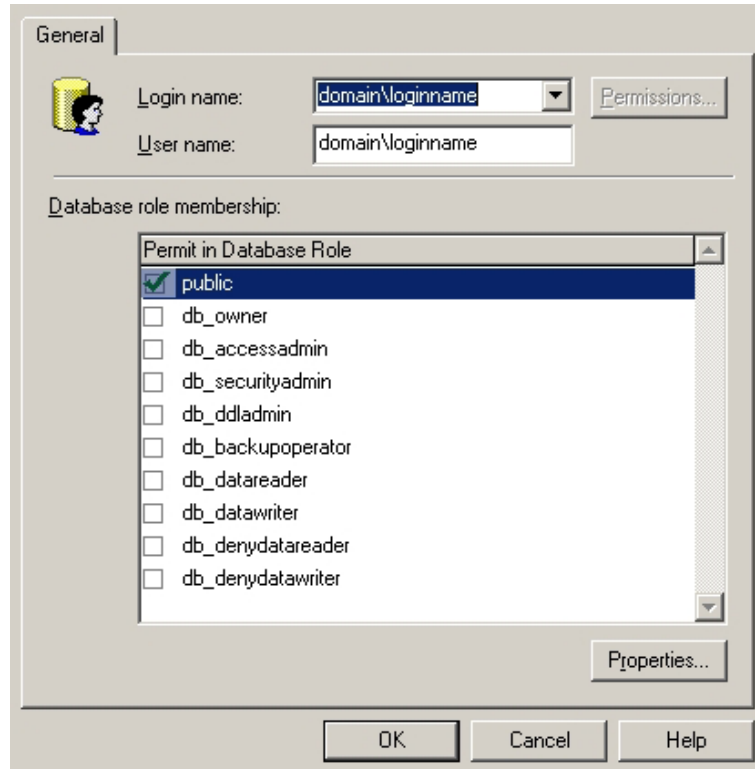 General
Login name:
domain\loginname
Permissions...
User name:
domain\loginname
Database role membership:
Permit in Database Role
public
db_owner
db_accessadmin
db_securityadmin
db_ddladmin
db_backupoperator
db_datareader
db_datawriter
db_denydatareader
db_denydatawriter
Properties...
OK
Cancel
Help